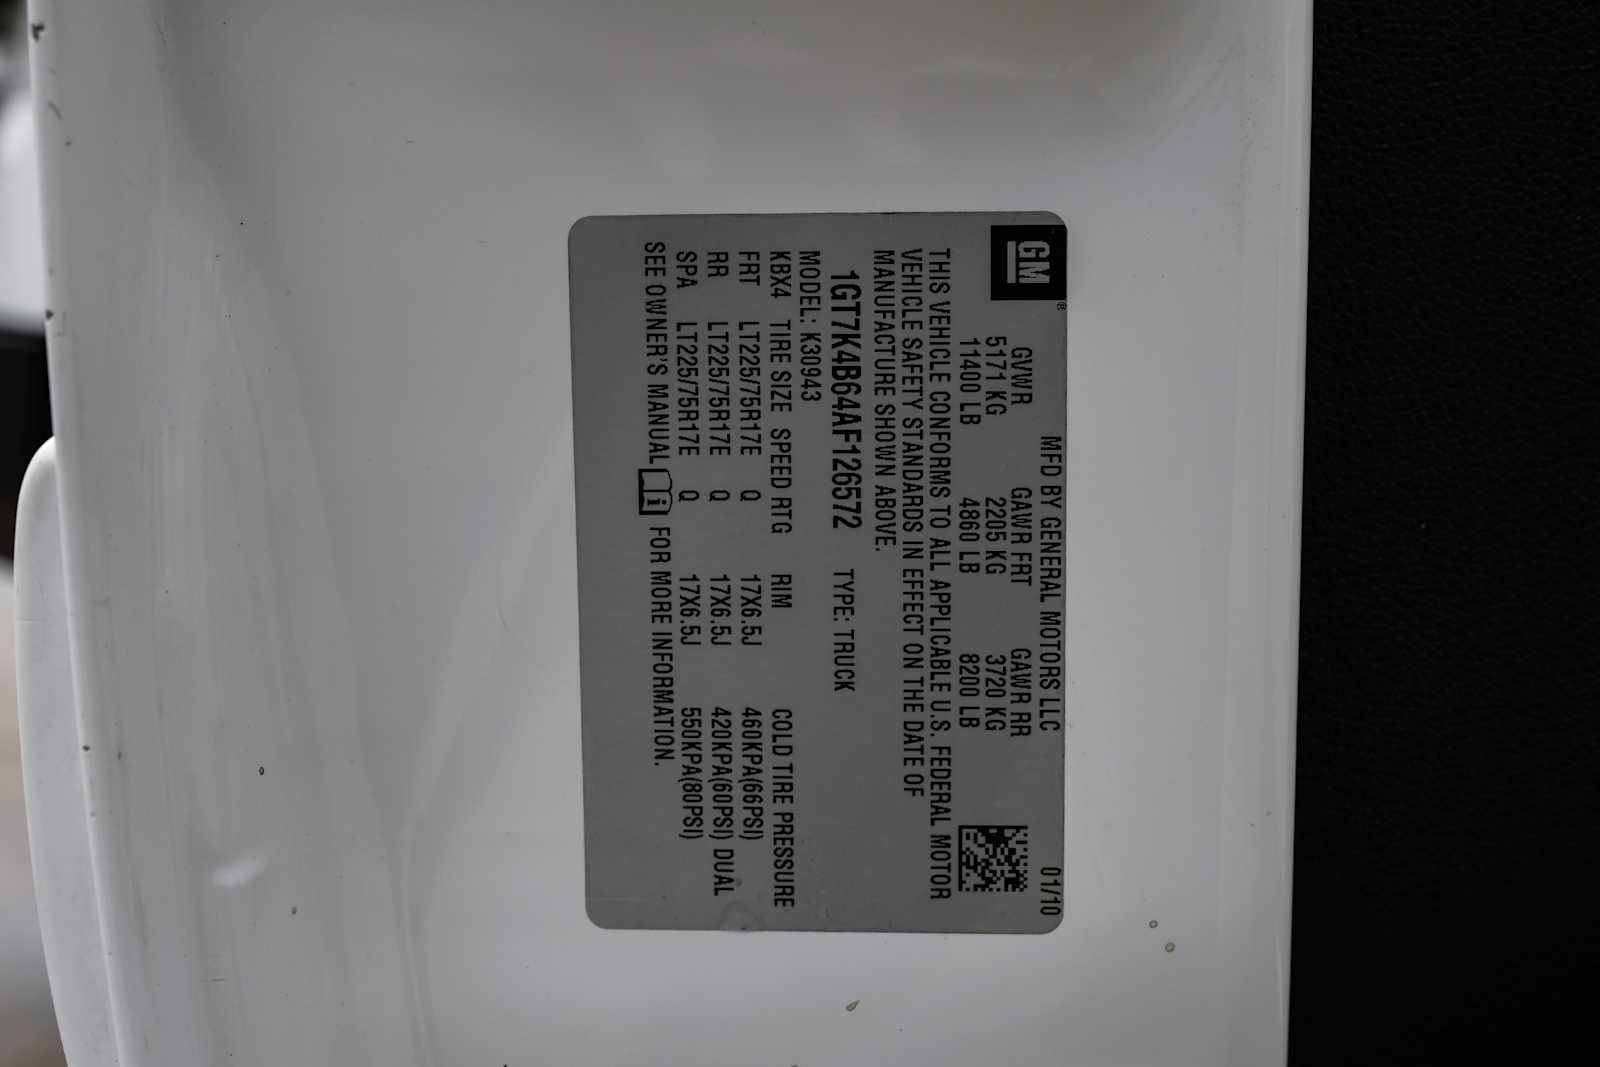 GM
MFD BY GENERAL MOTORS LLC 01/10
GVWR GAWR FRT GAWR RR
5171 KG 2205 KG 3720 KG
11400 LB 4860 LB 8200 LB
THIS VEHICLE CONFORMS TO ALL APPLICABLE U.S. FEDERAL MOTOR
VEHICLE SAFETY STANDARDS IN EFFECT ON THE DATE OF
MANUFACTURE SHOWN ABOVE.
1GT7K4B64AF126572 TYPE: TRUCK
MODEL: K30943
KBX4 TIRE SIZE SPEED RTG RIM COLD TIRE PRESSURE
FRT LT225/75R17E Q 17X6.5J 460KPA(66PSI)
RR LT225/75R17E Q 17X6.5J 420KPA(60PSI) DUAL
SPA LT225/75R17E Q 17X6.5J 550KPA(80PSI)
SEE OWNER'S MANUAL i FOR MORE INFORMATION.